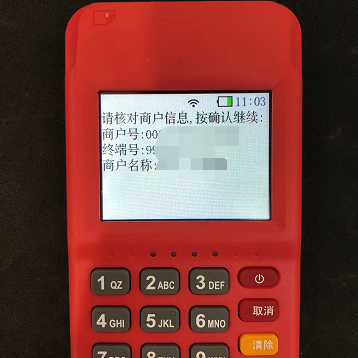 11:03
请核对商户信息,按确认继续:
商户号:00
终端号:99
商户名称:
1 QZ
2 ABC
3 DEF
取消
4 GHI
5 JKL
6 MNO
清除